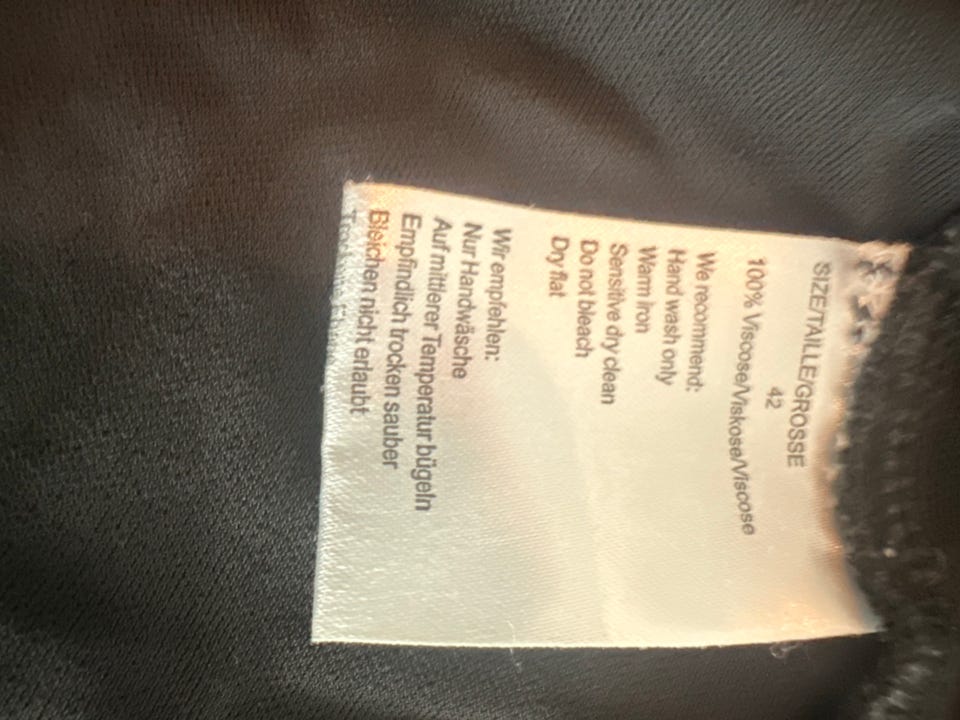 SIZE/TAILLE/GROSSE
42
100% Viscose/Viskose/Viscose
We recommend:
Hand wash only
Warm iron
Sensitive dry clean
Do not bleach
Dry flat
Wir empfehlen:
Nur Handwäsche
Auf mittlerer Temperatur bügeln
Empfindlich trocken sauber
Bleichen nicht erlaubt